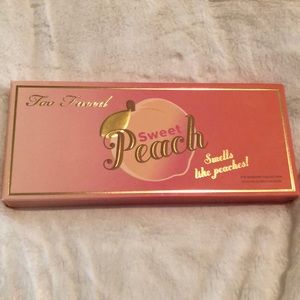 Too Faced
Sweet
Peach
Smells
like peaches!